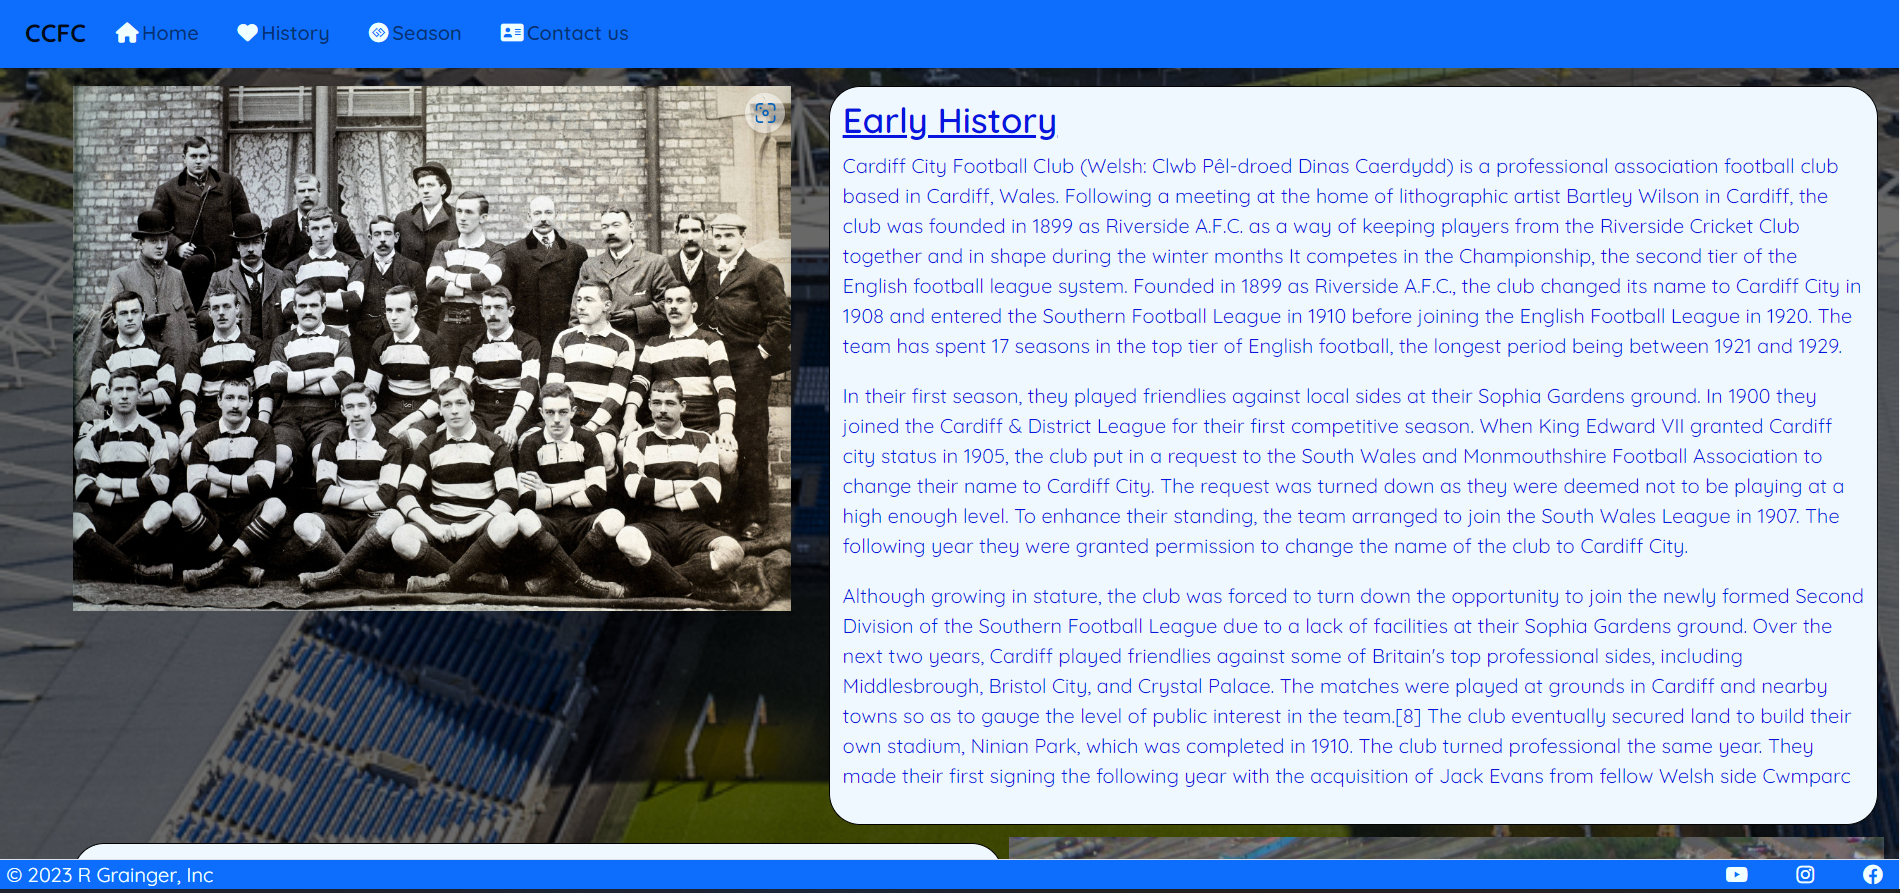 CCFC Home History Season Contact us
Early History
Cardiff City Football Club (Welsh: Clwb Pêl-droed Dinas Caerdydd) is a professional association football club
based in Cardiff, Wales. Following a meeting at the home of lithographic artist Bartley Wilson in Cardiff, the
club was founded in 1899 as Riverside A.F.C. as a way of keeping players from the Riverside Cricket Club
together and in shape during the winter months It competes in the Championship, the second tier of the
English football league system. Founded in 1899 as Riverside A.F.C., the club changed its name to Cardiff City in
1908 and entered the Southern Football League in 1910 before joining the English Football League in 1920. The
team has spent 17 seasons in the top tier of English football, the longest period being between 1921 and 1929.
In their first season, they played friendlies against local sides at their Sophia Gardens ground. In 1900 they
joined the Cardiff & District League for their first competitive season. When King Edward VII granted Cardiff
city status in 1905, the club put in a request to the South Wales and Monmouthshire Football Association to
change their name to Cardiff City. The request was turned down as they were deemed not to be playing at a
high enough level. To enhance their standing, the team arranged to join the South Wales League in 1907. The
following year they were granted permission to change the name of the club to Cardiff City.
Although growing in stature, the club was forced to turn down the opportunity to join the newly formed Second
Division of the Southern Football League due to a lack of facilities at their Sophia Gardens ground. Over the
next two years, Cardiff played friendlies against some of Britain's top professional sides, including
Middlesbrough, Bristol City, and Crystal Palace. The matches were played at grounds in Cardiff and nearby
towns so as to gauge the level of public interest in the team.[8] The club eventually secured land to build their
own stadium, Ninian Park, which was completed in 1910. The club turned professional the same year. They
made their first signing the following year with the acquisition of Jack Evans from fellow Welsh side Cwmparc
© 2023 R Grainger, Inc